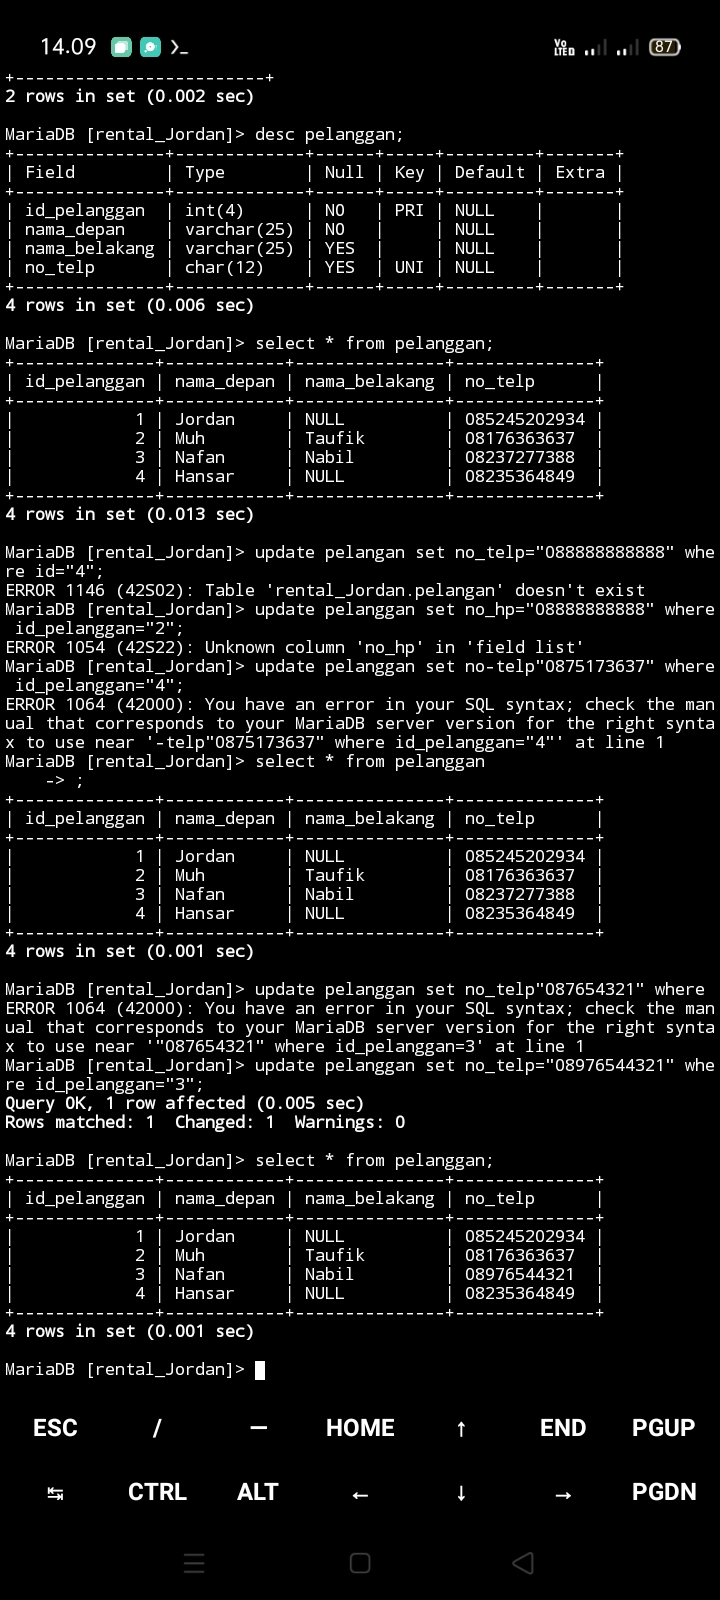 14.09 VoLTED 87
+-------------------------+
2 rows in set (0.002 sec)
MariaDB [rental_Jordan]> desc pelanggan;
+---------------+-------------+------+-----+---------+-------+
| Field         | Type        | Null | Key | Default | Extra |
+---------------+-------------+------+-----+---------+-------+
| id_pelanggan  | int(4)      | NO   | PRI | NULL    |       |
| nama_depan    | varchar(25) | NO   |     | NULL    |       |
| nama_belakang | varchar(25) | YES  |     | NULL    |       |
| no_telp       | char(12)    | YES  | UNI | NULL    |       |
+---------------+-------------+------+-----+---------+-------+
4 rows in set (0.006 sec)
MariaDB [rental_Jordan]> select * from pelanggan;
+--------------+------------+---------------+--------------+
| id_pelanggan | nama_depan | nama_belakang | no_telp      |
+--------------+------------+---------------+--------------+
|            1 | Jordan     | NULL          | 085245202934 |
|            2 | Muh        | Taufik        | 08176363637  |
|            3 | Nafan      | Nabil         | 08237277388  |
|            4 | Hansar     | NULL          | 08235364849  |
+--------------+------------+---------------+--------------+
4 rows in set (0.013 sec)
MariaDB [rental_Jordan]> update pelangan set no_telp="088888888888" whe
re id="4";
ERROR 1146 (42S02): Table 'rental_Jordan.pelangan' doesn't exist
MariaDB [rental_Jordan]> update pelanggan set no_hp="08888888888" where
 id_pelanggan="2";
ERROR 1054 (42S22): Unknown column 'no_hp' in 'field list'
MariaDB [rental_Jordan]> update pelanggan set no-telp"0875173637" where
 id_pelanggan="4";
ERROR 1064 (42000): You have an error in your SQL syntax; check the man
ual that corresponds to your MariaDB server version for the right synta
x to use near '-telp"0875173637" where id_pelanggan="4"' at line 1
MariaDB [rental_Jordan]> select * from pelanggan
    -> ;
+--------------+------------+---------------+--------------+
| id_pelanggan | nama_depan | nama_belakang | no_telp      |
+--------------+------------+---------------+--------------+
|            1 | Jordan     | NULL          | 085245202934 |
|            2 | Muh        | Taufik        | 08176363637  |
|            3 | Nafan      | Nabil         | 08237277388  |
|            4 | Hansar     | NULL          | 08235364849  |
+--------------+------------+---------------+--------------+
4 rows in set (0.001 sec)
MariaDB [rental_Jordan]> update pelanggan set no_telp"087654321" where
ERROR 1064 (42000): You have an error in your SQL syntax; check the man
ual that corresponds to your MariaDB server version for the right synta
x to use near '"087654321" where id_pelanggan=3' at line 1
MariaDB [rental_Jordan]> update pelanggan set no_telp="08976544321" whe
re id_pelanggan="3";
Query OK, 1 row affected (0.005 sec)
Rows matched: 1  Changed: 1  Warnings: 0
MariaDB [rental_Jordan]> select * from pelanggan;
+--------------+------------+---------------+--------------+
| id_pelanggan | nama_depan | nama_belakang | no_telp      |
+--------------+------------+---------------+--------------+
|            1 | Jordan     | NULL          | 085245202934 |
|            2 | Muh        | Taufik        | 08176363637  |
|            3 | Nafan      | Nabil         | 08976544321  |
|            4 | Hansar     | NULL          | 08235364849  |
+--------------+------------+---------------+--------------+
4 rows in set (0.001 sec)
MariaDB [rental_Jordan]>
ESC / — HOME ↑ END PGUP
↹ CTRL ALT ← ↓ → PGDN